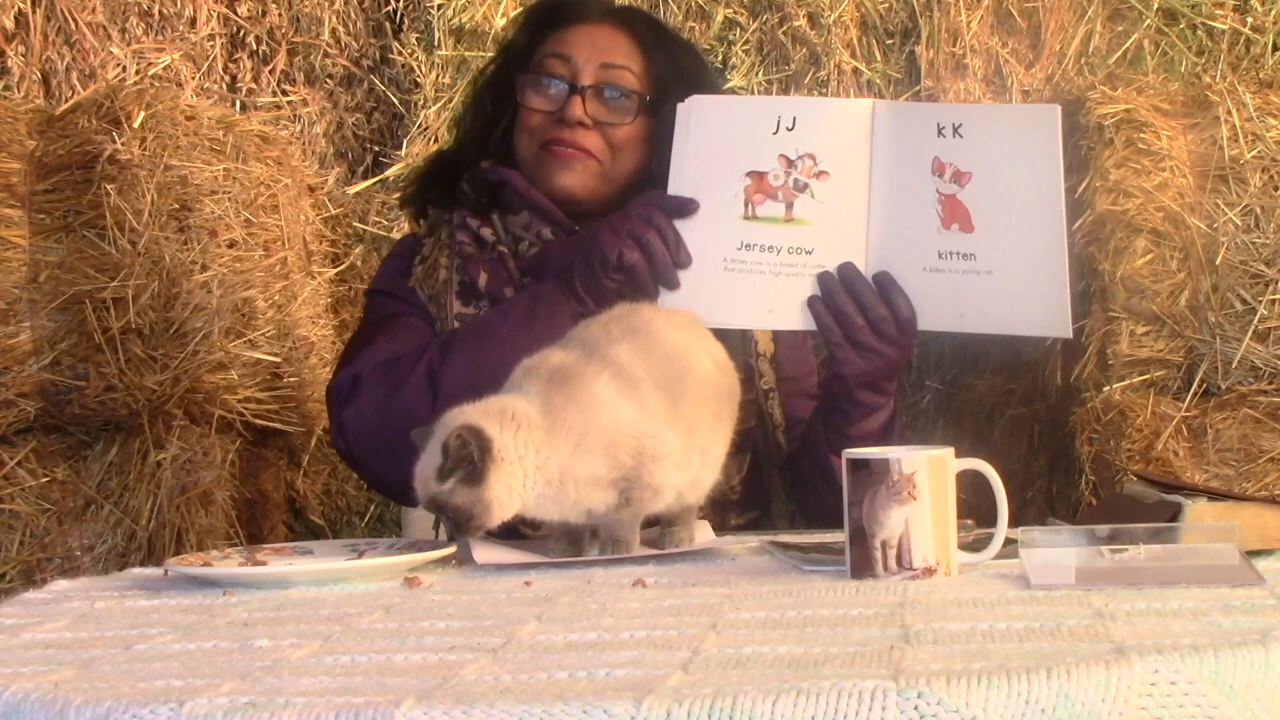 j J
Jersey cow
A Jersey cow is a breed of cattle
that produces high-quality
k K
kitten
A kitten is a young cat.